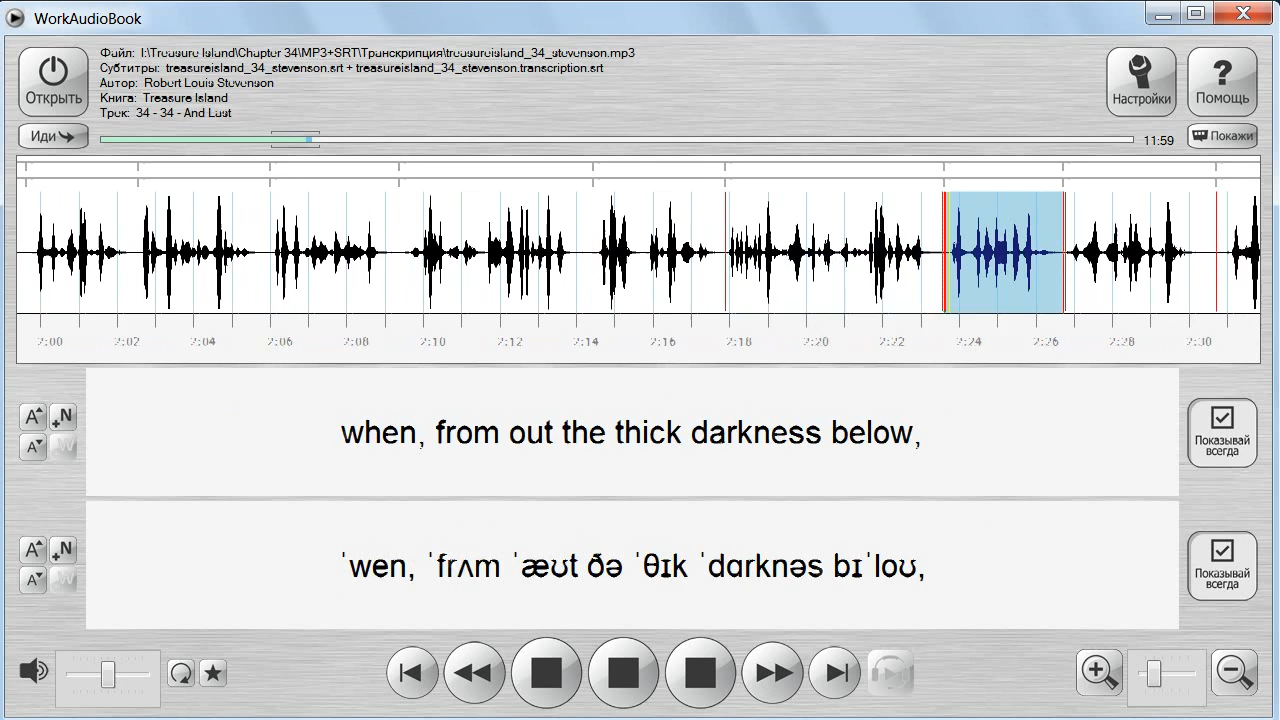 WorkAudioBook
Открыть
Файл: I:\Treasure Island\Chapter 34\MP3+SRT\Транскрипция\treasureisland_34_stevenson.mp3
Субтитры: treasureisland_34_stevenson.srt + treasureisland_34_stevenson.transcription.srt
Автор: Robert Louis Stevenson
Книга: Treasure Island
Трек: 34 - 34 - And Last
Настройки
? Помощь
Иди
11:59
Покажи
2:00 2:02 2:04 2:06 2:08 2:10 2:12 2:14 2:16 2:18 2:20 2:22 2:24 2:26 2:28 2:30
A +N
A W
when, from out the thick darkness below,
Показывай
всегда
A +N
A W
ˈwen, ˈfrʌm ˈæʊt ðə ˈθɪk ˈdɑrknəs bɪˈloʊ,
Показывай
всегда